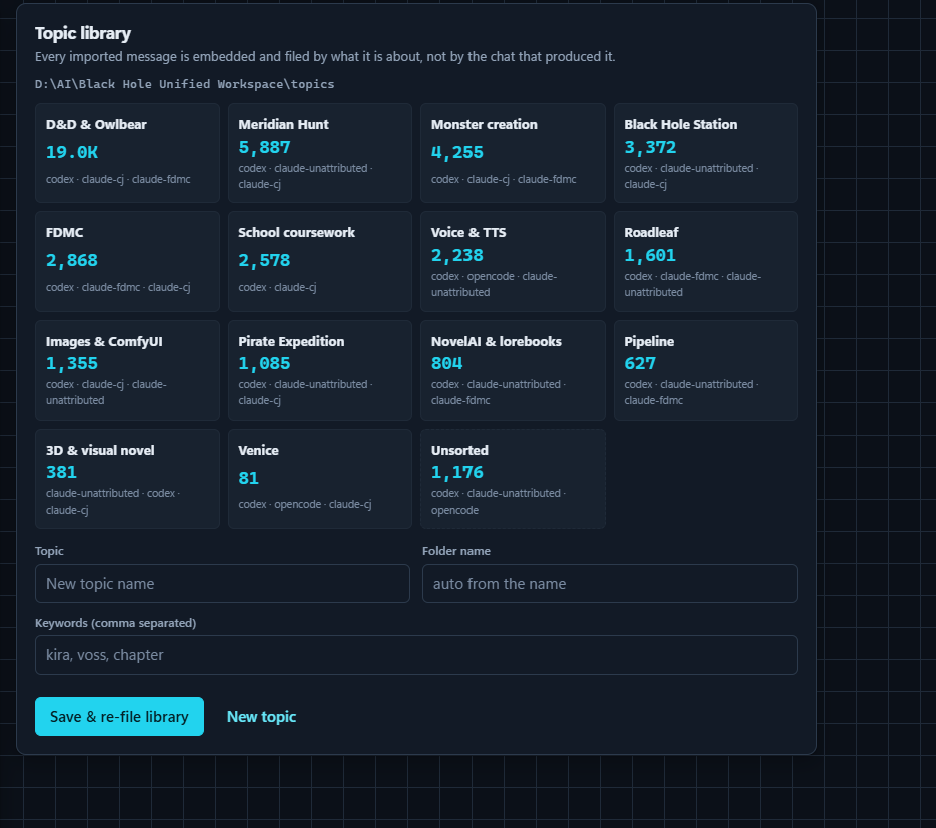 Topic library
Every imported message is embedded and filed by what it is about, not by the chat that produced it.
D:\AI\Black Hole Unified Workspace\topics
D&D & Owlbear
19.0K
codex · claude-cj · claude-fdmc
Meridian Hunt
5,887
codex · claude-unattributed ·
claude-cj
Monster creation
4,255
codex · claude-cj · claude-fdmc
Black Hole Station
3,372
codex · claude-unattributed ·
claude-cj
FDMC
2,868
codex · claude-fdmc · claude-cj
School coursework
2,578
codex · claude-cj
Voice & TTS
2,238
codex · opencode · claude-
unattributed
Roadleaf
1,601
codex · claude-fdmc · claude-
unattributed
Images & ComfyUI
1,355
codex · claude-cj · claude-
unattributed
Pirate Expedition
1,085
codex · claude-unattributed ·
claude-cj
NovelAI & lorebooks
804
codex · claude-unattributed ·
claude-fdmc
Pipeline
627
codex · claude-unattributed ·
claude-fdmc
3D & visual novel
381
claude-unattributed · codex ·
claude-cj
Venice
81
codex · opencode · claude-cj
Unsorted
1,176
codex · claude-unattributed ·
opencode
Topic
New topic name
Folder name
auto from the name
Keywords (comma separated)
kira, voss, chapter
Save & re-file library
New topic